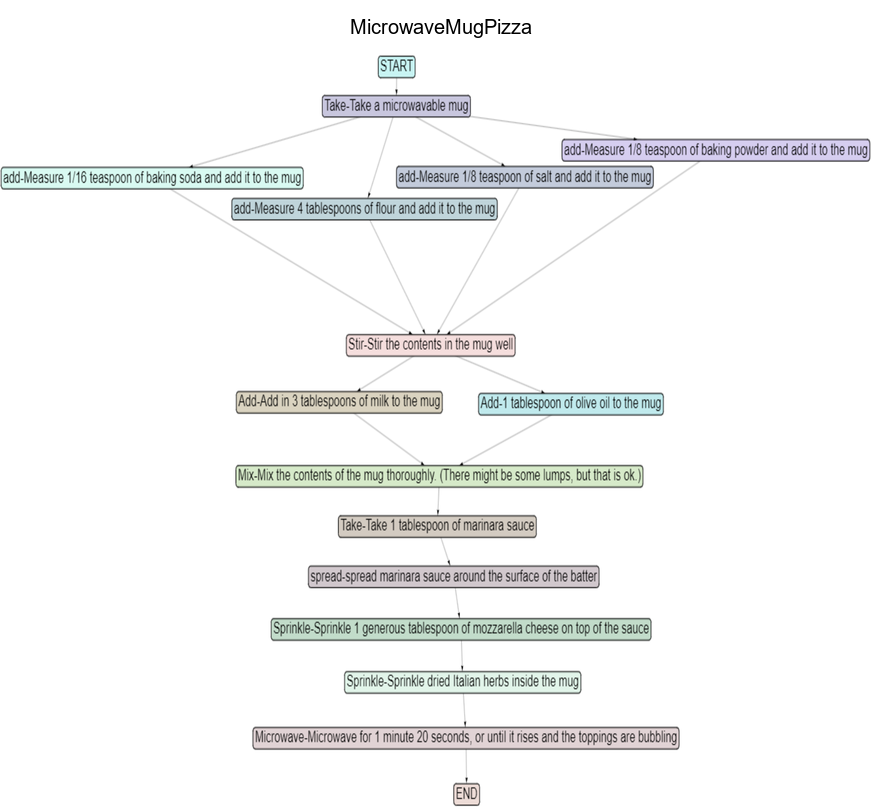 MicrowaveMugPizza
START
Take-Take a microwavable mug
add-Measure 1/8 teaspoon of baking powder and add it to the mug
add-Measure 1/16 teaspoon of baking soda and add it to the mug
add-Measure 1/8 teaspoon of salt and add it to the mug
add-Measure 4 tablespoons of flour and add it to the mug
Stir-Stir the contents in the mug well
Add-Add in 3 tablespoons of milk to the mug
Add-1 tablespoon of olive oil to the mug
Mix-Mix the contents of the mug thoroughly. (There might be some lumps, but that is ok.)
Take-Take 1 tablespoon of marinara sauce
spread-spread marinara sauce around the surface of the batter
Sprinkle-Sprinkle 1 generous tablespoon of mozzarella cheese on top of the sauce
Sprinkle-Sprinkle dried Italian herbs inside the mug
Microwave-Microwave for 1 minute 20 seconds, or until it rises and the toppings are bubbling
END